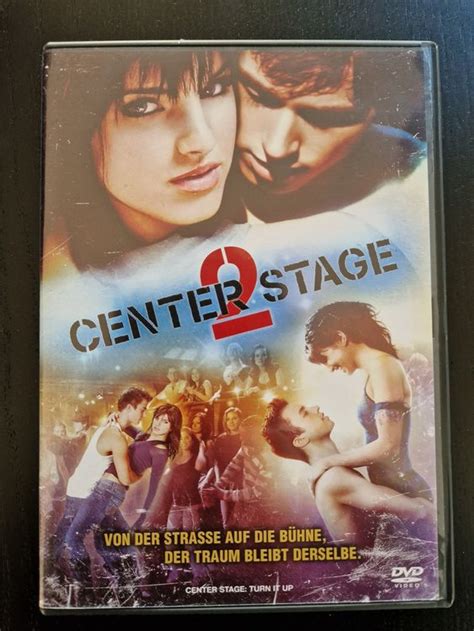 CENTER 2 STAGE
VON DER STRASSE AUF DIE BÜHNE,
DER TRAUM BLEIBT DERSELBE.
CENTER STAGE: TURN IT UP
DVD
VIDEO